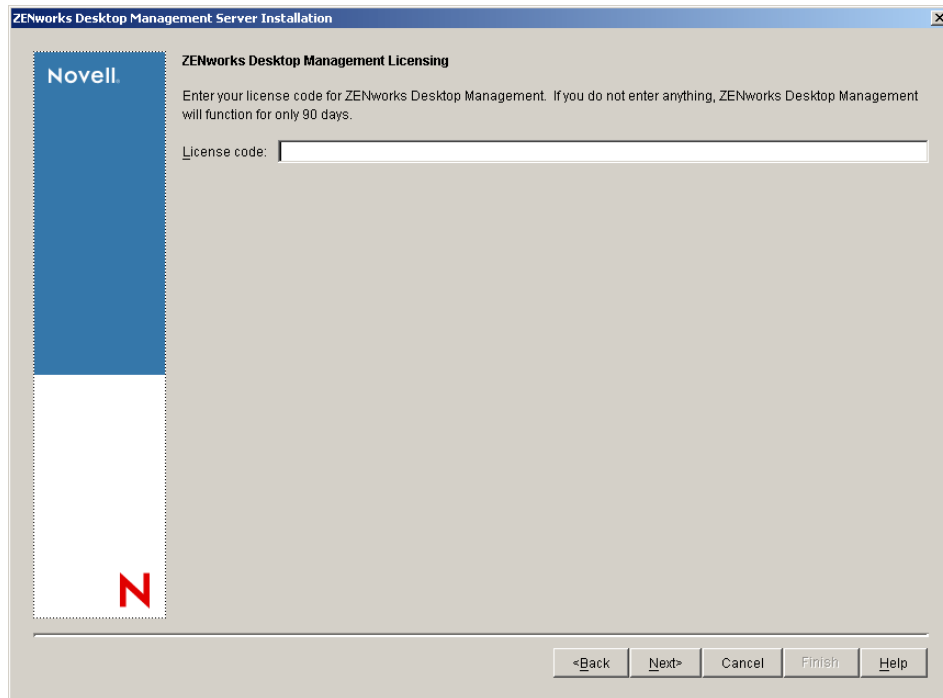 ZENworks Desktop Management Server Installation
Novell.
ZENworks Desktop Management Licensing
Enter your license code for ZENworks Desktop Management. If you do not enter anything, ZENworks Desktop Management
will function for only 90 days.
License code:
N
<Back
Next>
Cancel
Finish
Help